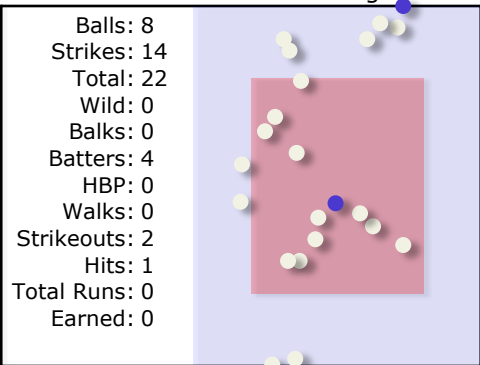 Balls: 8
Strikes: 14
Total: 22
Wild: 0
Balks: 0
Batters: 4
HBP: 0
Walks: 0
Strikeouts: 2
Hits: 1
Total Runs: 0
Earned: 0